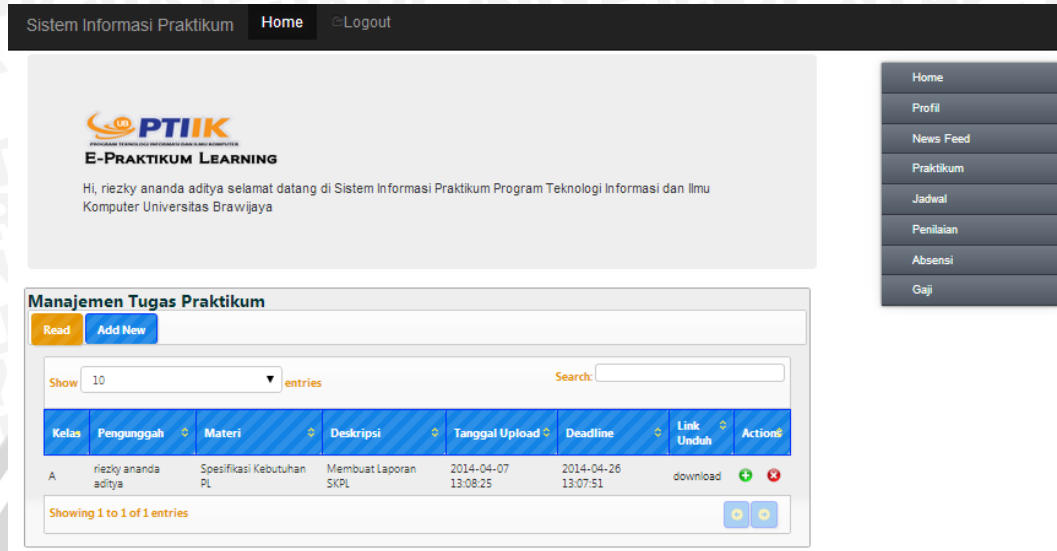 Sistem Informasi Praktikum Home Logout
UB PTIIK
PROGRAM TEKNOLOGI INFORMASI DAN ILMU KOMPUTER
E-PRAKTIKUM LEARNING
Hi, riezky ananda aditya selamat datang di Sistem Informasi Praktikum Program Teknologi Informasi dan Ilmu
Komputer Universitas Brawijaya
Home
Profil
News Feed
Praktikum
Jadwal
Penilaian
Absensi
Gaji
Manajemen Tugas Praktikum
Read Add New
Show 10 entries Search:
Kelas Pengunggah Materi Deskripsi Tanggal Upload Deadline Link Unduh Actions
A riezky ananda aditya Spesifikasi Kebutuhan PL Membuat Laporan SKPL 2014-04-07 13:08:25 2014-04-26 13:07:51 download
Showing 1 to 1 of 1 entries